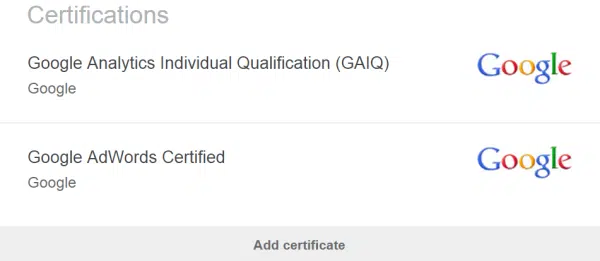 Certifications
Google Analytics Individual Qualification (GAIQ)
Google
Google
Google AdWords Certified
Google
Google
Add certificate